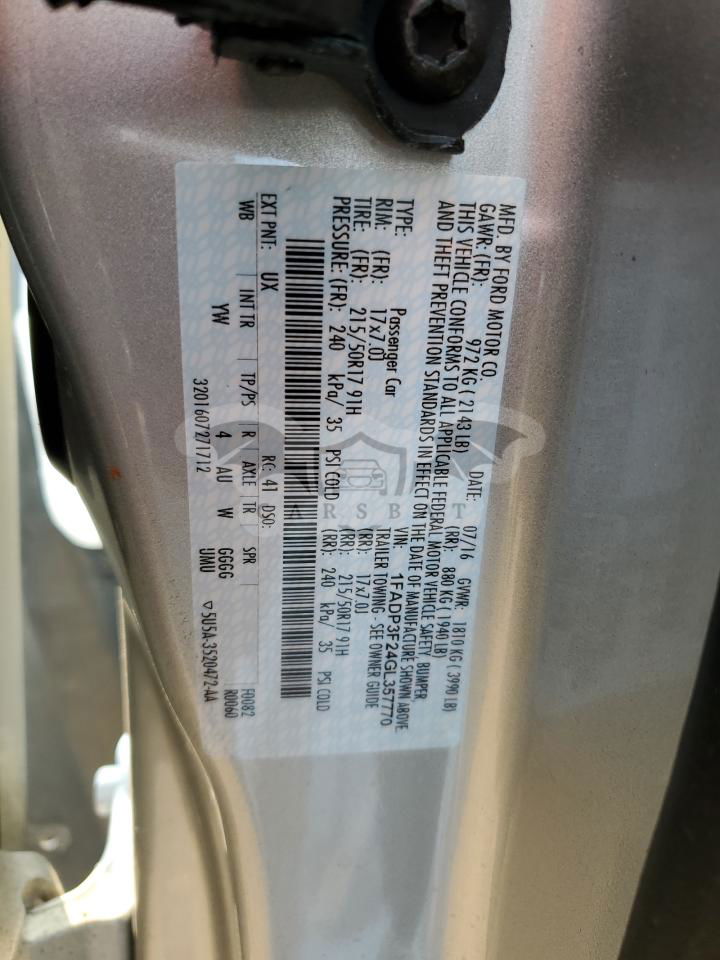 MFD. BY FORD MOTOR CO.
DATE: 07/16 GVWR: 1810 KG ( 3990 LB)
GAWR: (FR): 972 KG ( 2143 LB) (RR): 880 KG ( 1940 LB)
THIS VEHICLE CONFORMS TO ALL APPLICABLE FEDERAL MOTOR VEHICLE SAFETY, BUMPER,
AND THEFT PREVENTION STANDARDS IN EFFECT ON THE DATE OF MANUFACTURE SHOWN ABOVE.
VIN: 1FADP3F24GL357770
TYPE: Passenger Car TRAILER TOWING - SEE OWNER GUIDE
RIM: (FR): 17x7.0J (RR): 17x7.0J
TIRE: (FR): 215/50R17 91H (RR): 215/50R17 91H
PRESSURE: (FR): 240 kPa/ 35 PSI COLD (RR): 240 kPa/ 35 PSI COLD
EXT PNT: UX RC: 41 DSO: F0082
WB INT TR TP/PS R AXLE TR SPR R0060
YW 4 AU W GGGG
UMU
3201607271712 5U5A-3520472-AA
ARSB T